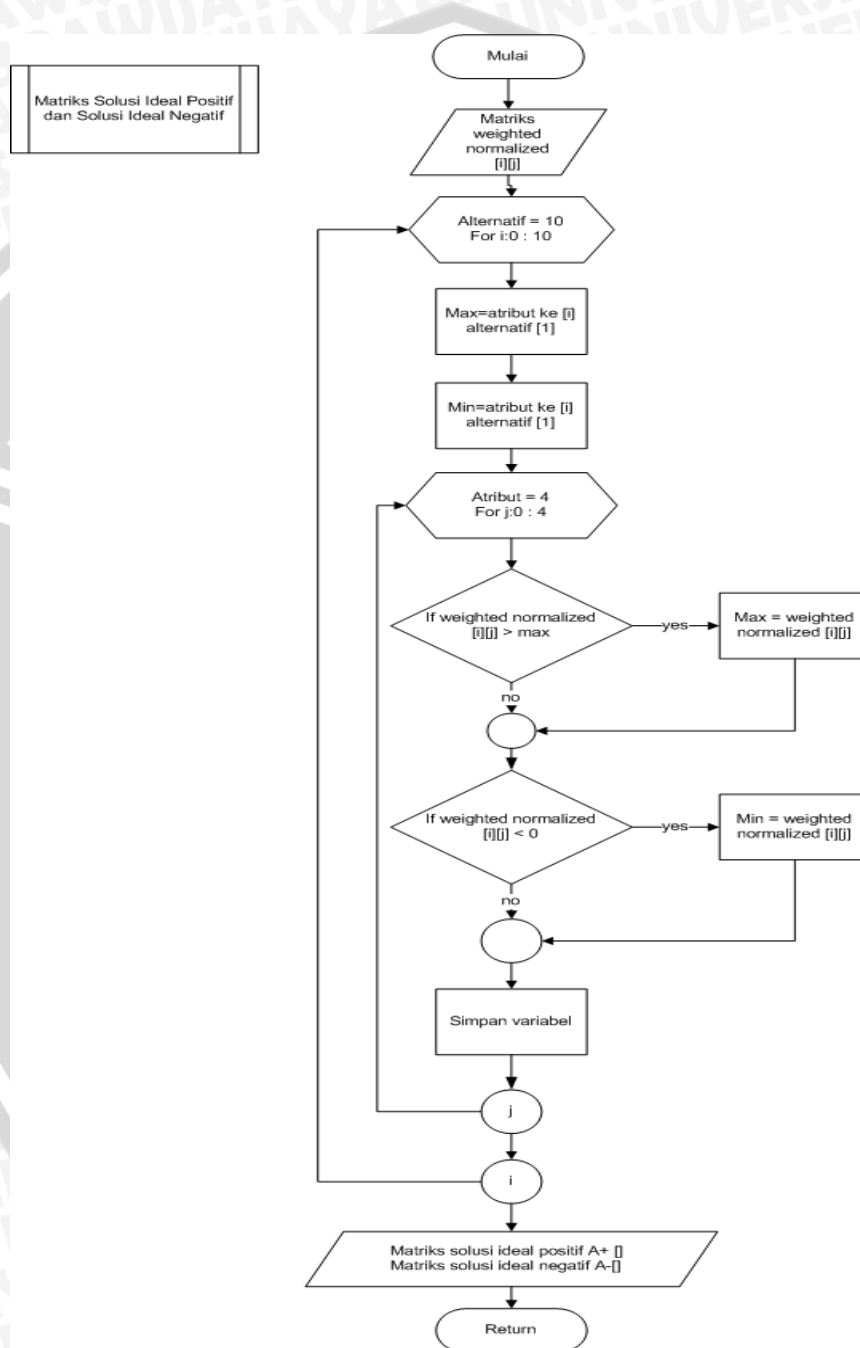 Mulai
Matriks Solusi Ideal Positif
dan Solusi Ideal Negatif
Matriks
weighted
normalized
[i][j]
Alternatif = 10
For i:0 : 10
Max=atribut ke [i]
alternatif [1]
Min=atribut ke [i]
alternatif [1]
Atribut = 4
For j:0 : 4
If weighted normalized
[i][j] > max
yes
Max = weighted
normalized [i][j]
no
If weighted normalized
[i][j] < 0
yes
Min = weighted
normalized [i][j]
no
Simpan variabel
j
i
Matriks solusi ideal positif A+ []
Matriks solusi ideal negatif A-[]
Return